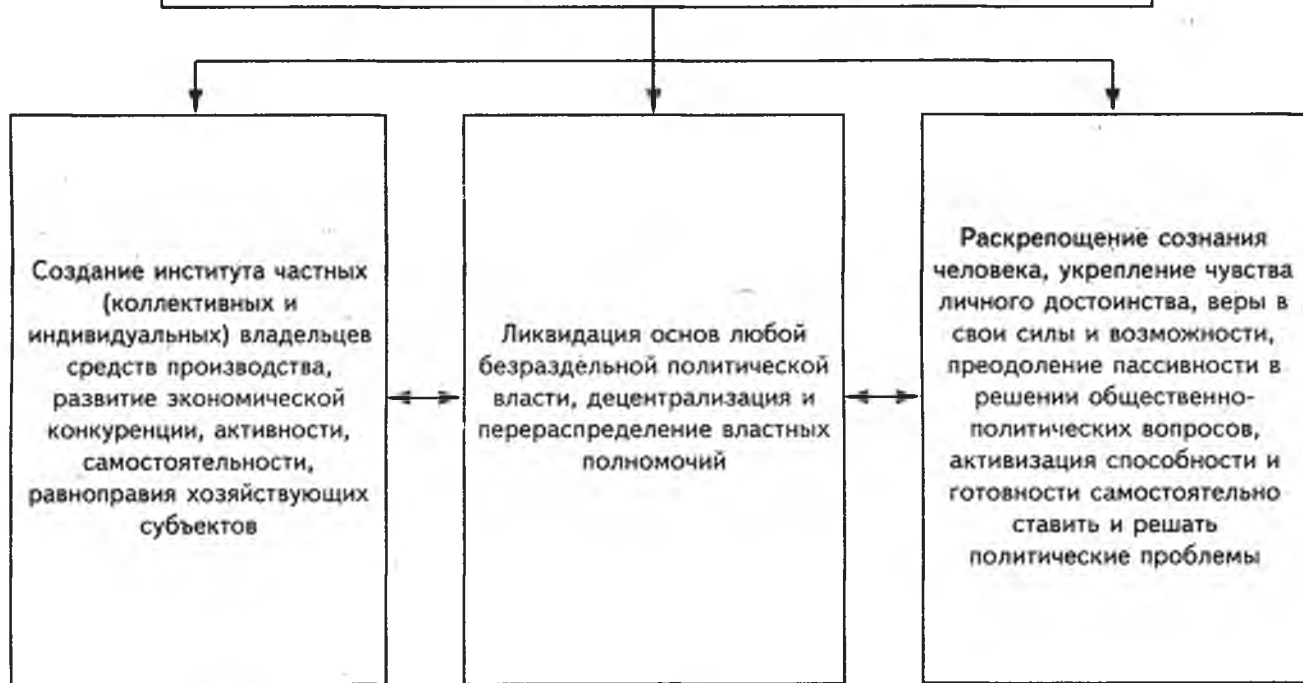 Создание института частных
(коллективных и
индивидуальных) владельцев
средств производства,
развитие экономической
конкуренции, активности,
самостоятельности,
равноправия хозяйствующих
субъектов
Ликвидация основ любой
безраздельной политической
власти, децентрализация и
перераспределение властных
полномочий
Раскрепощение сознания
человека, укрепление чувства
личного достоинства, веры в
свои силы и возможности,
преодоление пассивности в
решении общественно-
политических вопросов,
активизация способности и
готовности самостоятельно
ставить и решать
политические проблемы